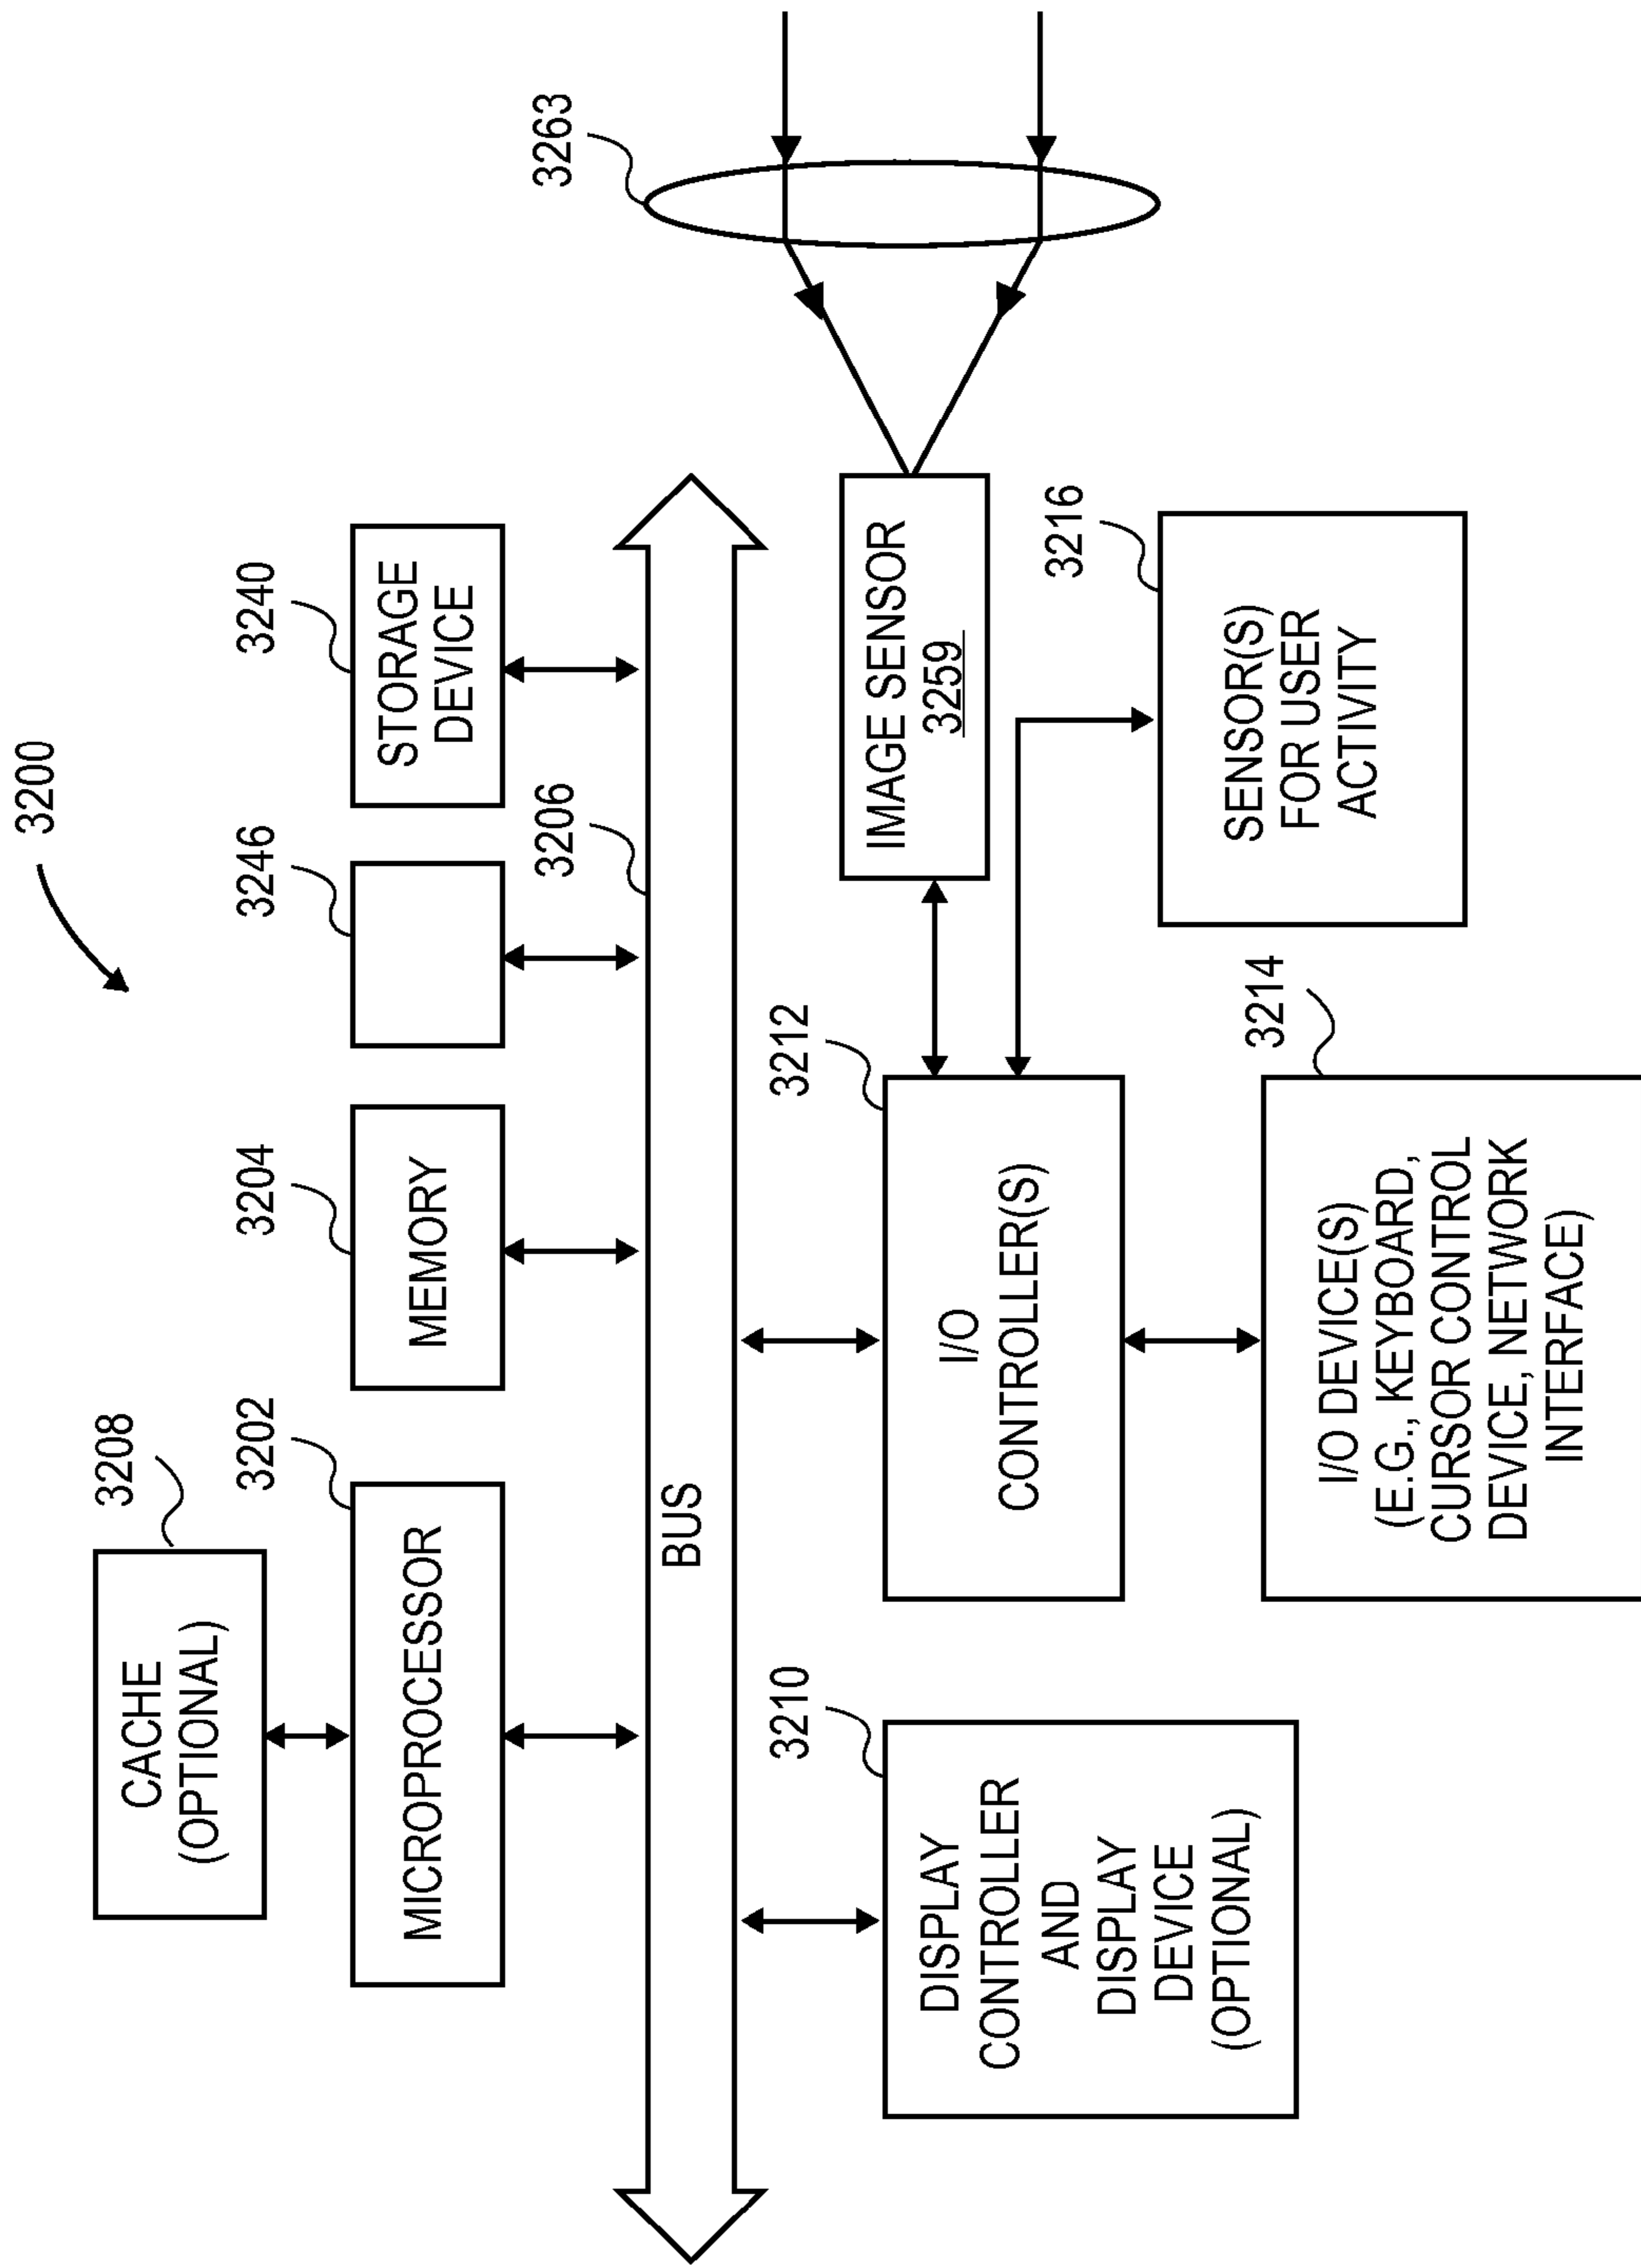 3200
3208
CACHE
(OPTIONAL)
3202
MICROPROCESSOR
3204
MEMORY
3246
3240
STORAGE
DEVICE
3206
BUS
3263
3210
DISPLAY
CONTROLLER
AND
DISPLAY
DEVICE
(OPTIONAL)
3212
I/O
CONTROLLER(S)
IMAGE SENSOR
3259
3214
I/O DEVICE(S)
(E.G., KEYBOARD,
CURSOR CONTROL
DEVICE, NETWORK
INTERFACE)
3216
SENSOR(S)
FOR USER
ACTIVITY